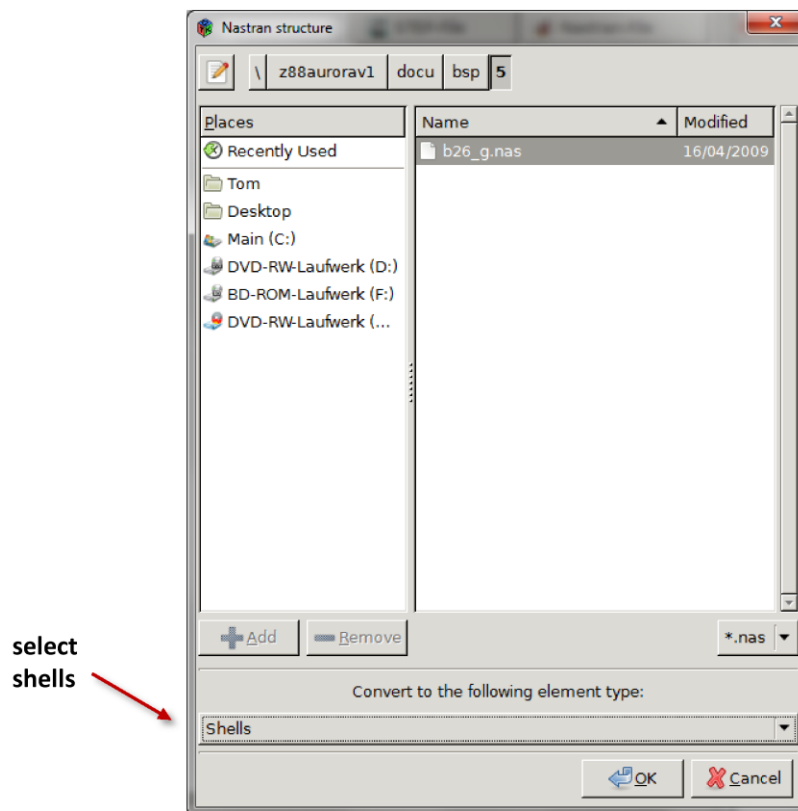 Nastran structure
\ z88aurorav1 docu bsp 5
Places
Name Modified
Recently Used
b26_g.nas 16/04/2009
Tom
Desktop
Main (C:)
DVD-RW-Laufwerk (D:)
BD-ROM-Laufwerk (F:)
DVD-RW-Laufwerk (...
Add Remove *.nas
select
shells
Convert to the following element type:
Shells
OK Cancel